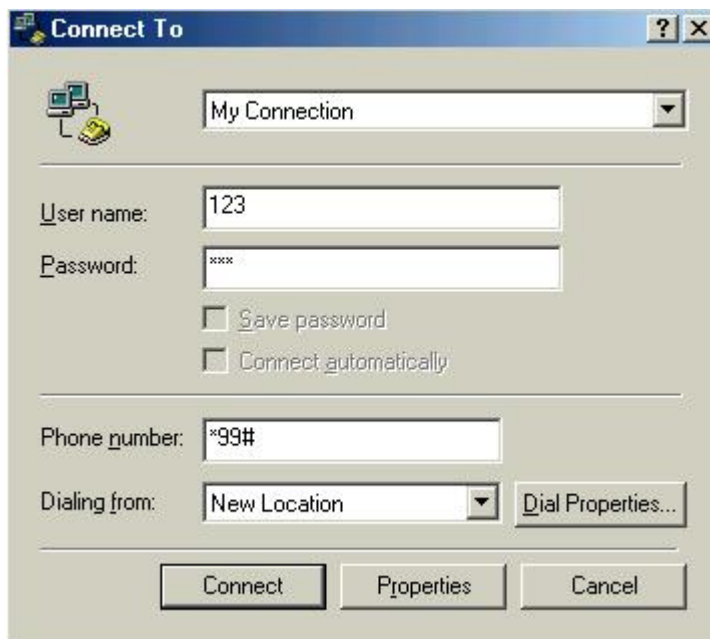 Connect To
My Connection
User name: 123
Password: ***
Save password
Connect automatically
Phone number: *99#
Dialing from: New Location Dial Properties...
Connect Properties Cancel